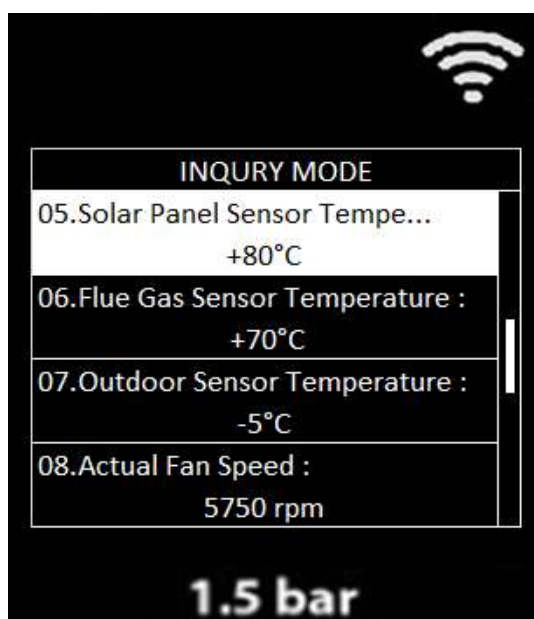 INQURY MODE
05.Solar Panel Sensor Tempe...
+80°C
06.Flue Gas Sensor Temperature :
+70°C
07.Outdoor Sensor Temperature :
-5°C
08.Actual Fan Speed :
5750 rpm
1.5 bar